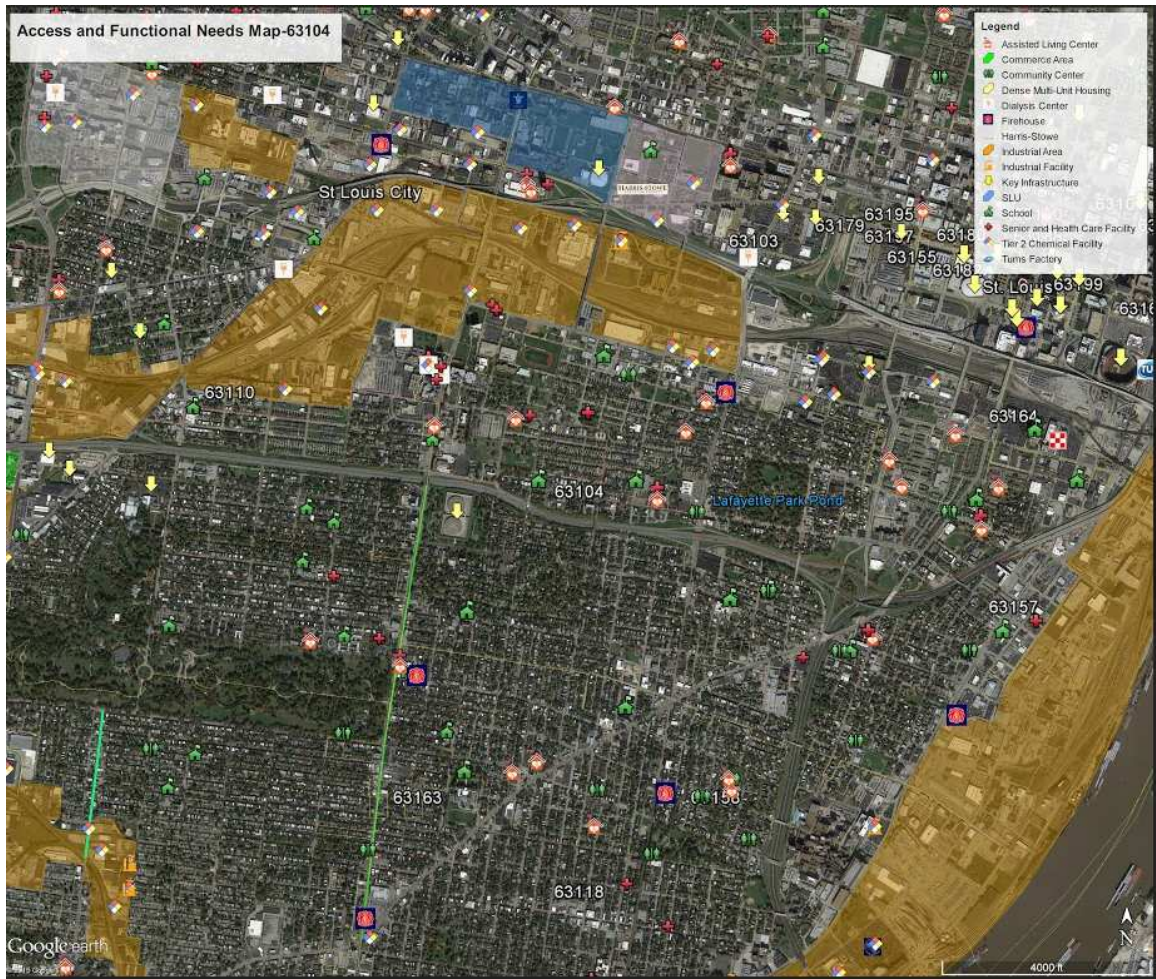 Access and Functional Needs Map-63104
Legend
Assisted Living Center
Commerce Area
Community Center
Dense Multi-Unit Housing
Dialysis Center
Firehouse
Harris-Stowe
Industrial Area
Industrial Facility
Key Infrastructure
SLU
School
Senior and Health Care Facility
Tier 2 Chemical Facility
Tums Factory
St Louis City
HARRIS-STOWE
63103
63179
63195
63155
St. Louis
63199
63110
63164
63104
Lafayette Park Pond
63157
63163
63118
Google earth
N
4000 ft